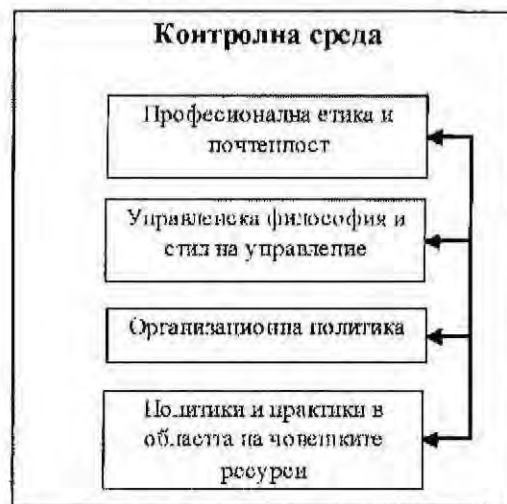 Контролна среда
Професионална етика и
почтеност
Управленска философия и
стил на управление
Организационна политика
Политики и практики в
областта на човешките
ресурси